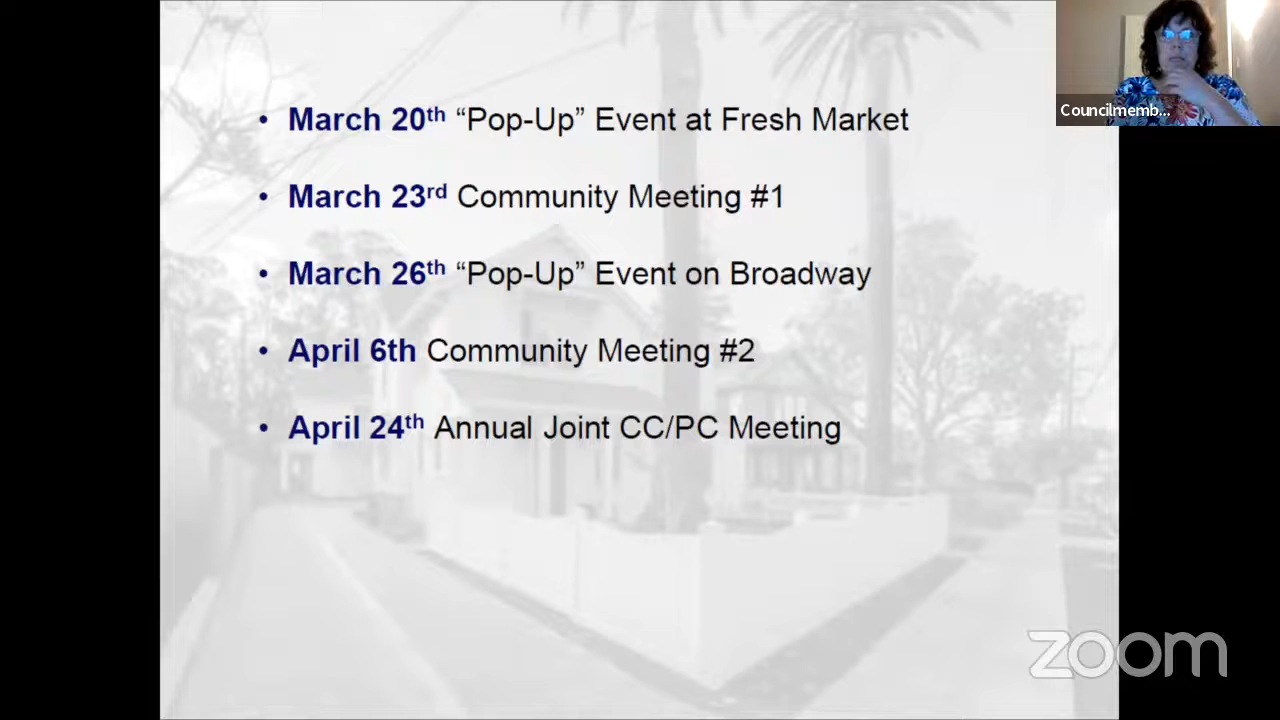 • March 20th “Pop-Up” Event at Fresh Market
• March 23rd Community Meeting #1
• March 26th “Pop-Up” Event on Broadway
• April 6th Community Meeting #2
• April 24th Annual Joint CC/PC Meeting
Councilmemb...
zoom